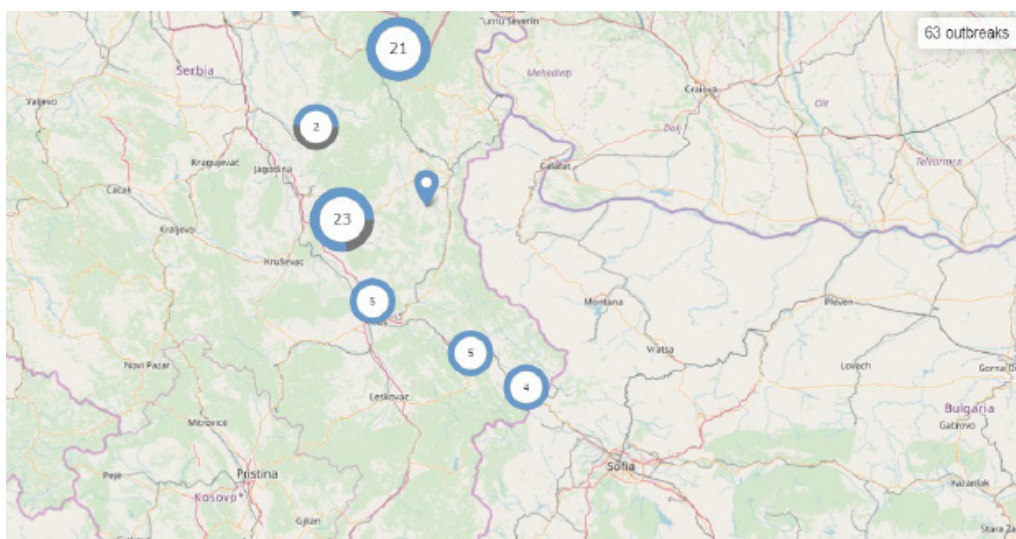 21
63 outbreaks
Mehedinți
Serbia
Craiova
Valjevo
Olt
2
Dolj
Teleorman
Kragujevac
Calafat
Jagodina
Čačak
23
Kraljevo
Kruševac
5
Montana
Pleven
5
Vratsa
Novi Pazar
Lovech
4
Leskovac
Bulgaria
Mitrovice
Gabrovo
Sofia
Peje
Pristina
Kazanlak
Kosovo*
Gjilan